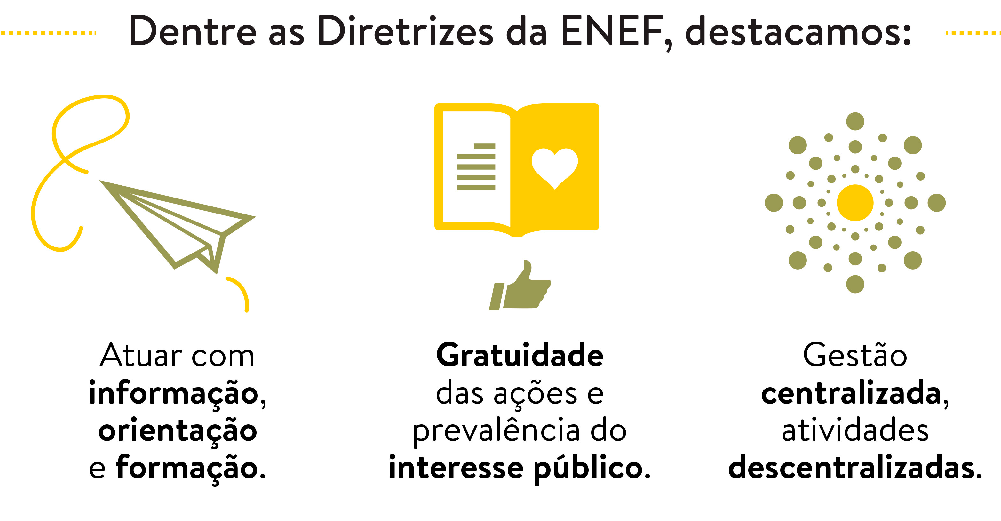 Dentre as Diretrizes da ENEF, destacamos:
Atuar com
informação,
orientação
e formação.
Gratuidade
das ações e
prevalência do
interesse público.
Gestão
centralizada,
atividades
descentralizadas.